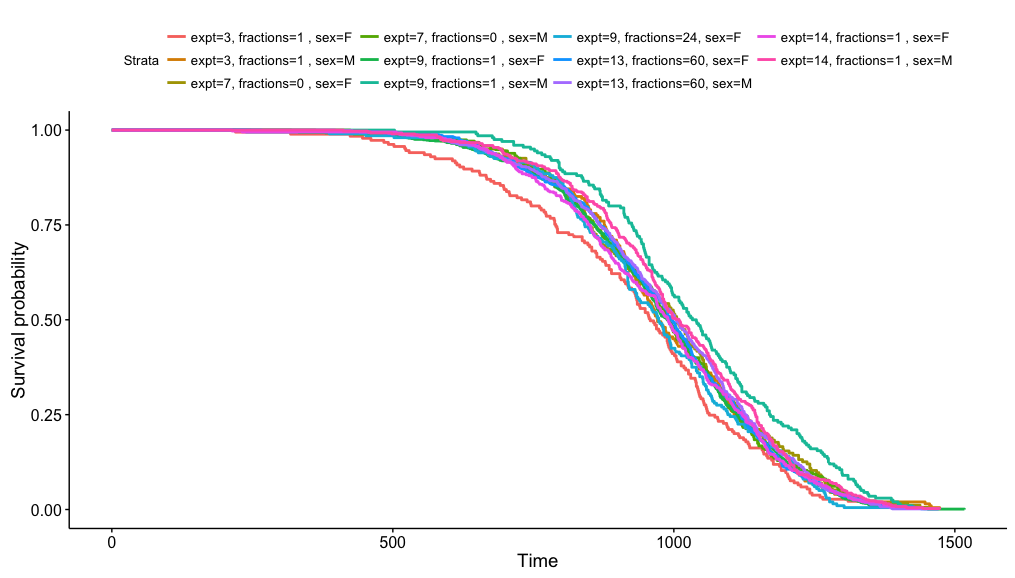 expt=3, fractions=1 , sex=F expt=7, fractions=0 , sex=M expt=9, fractions=24, sex=F expt=14, fractions=1 , sex=F
Strata expt=3, fractions=1 , sex=M expt=9, fractions=1 , sex=F expt=13, fractions=60, sex=F expt=14, fractions=1 , sex=M
expt=7, fractions=0 , sex=F expt=9, fractions=1 , sex=M expt=13, fractions=60, sex=M
1.00
0.75
0.50
0.25
0.00
Survival probability
0 500 1000 1500
Time